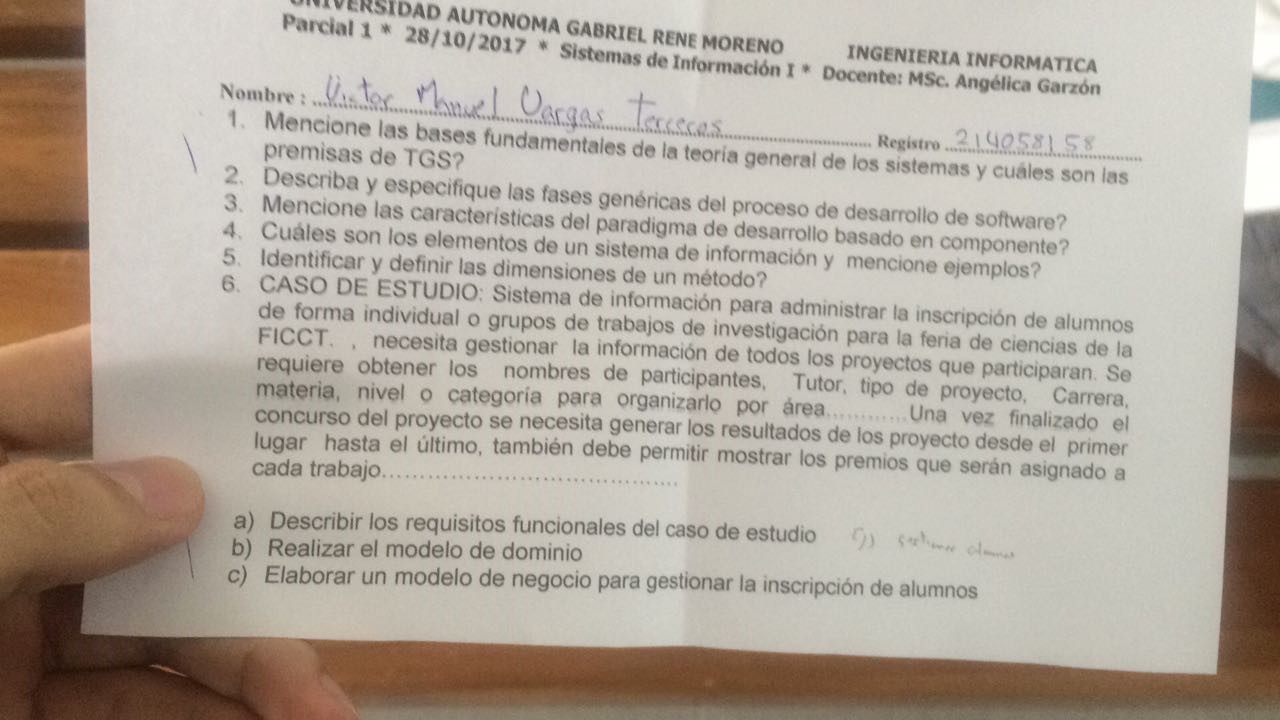 UNIVERSIDAD AUTONOMA GABRIEL RENE MORENO INGENIERIA INFORMATICA
Parcial 1 * 28/10/2017 * Sistemas de Información I * Docente: MSc. Angélica Garzón
Nombre : Victor Manuel Vargas Terceros Registro 214058158
1. Mencione las bases fundamentales de la teoría general de los sistemas y cuáles son las
premisas de TGS?
2. Describa y especifique las fases genéricas del proceso de desarrollo de software?
3. Mencione las características del paradigma de desarrollo basado en componente?
4. Cuáles son los elementos de un sistema de información y mencione ejemplos?
5. Identificar y definir las dimensiones de un método?
6. CASO DE ESTUDIO: Sistema de información para administrar la inscripción de alumnos
de forma individual o grupos de trabajos de investigación para la feria de ciencias de la
FICCT. , necesita gestionar la información de todos los proyectos que participaran. Se
requiere obtener los nombres de participantes, Tutor, tipo de proyecto, Carrera,
materia, nivel o categoría para organizarlo por área............Una vez finalizado el
concurso del proyecto se necesita generar los resultados de los proyecto desde el primer
lugar hasta el último, también debe permitir mostrar los premios que serán asignado a
cada trabajo.........................................
a) Describir los requisitos funcionales del caso de estudio
b) Realizar el modelo de dominio
c) Elaborar un modelo de negocio para gestionar la inscripción de alumnos